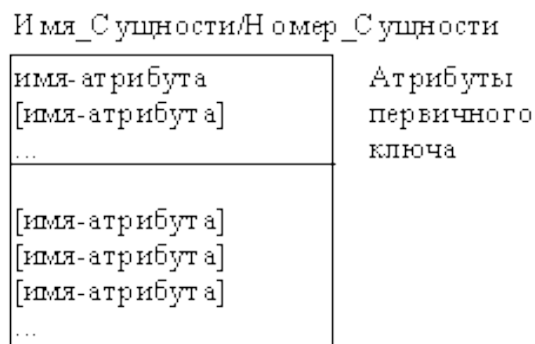 Имя_Сущности/Номер_Сущности
имя-атрибута
[имя-атрибута]
...
Атрибуты
первичного
ключа
[имя-атрибута]
[имя-атрибута]
[имя-атрибута]
...